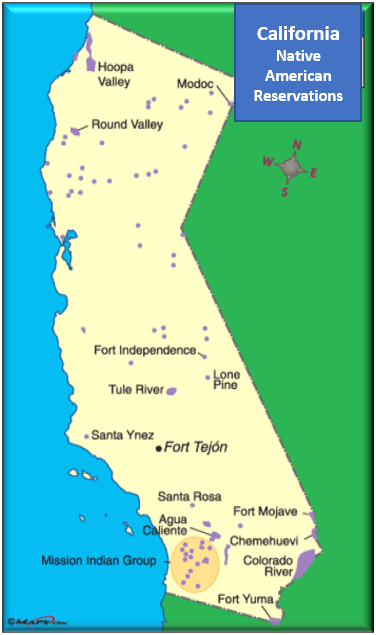 California
Native
American
Reservations
Hoopa
Valley
Modoc
Round Valley
N
W
E
S
Fort Independence
Lone
Pine
Tule River
Santa Ynez
Fort Tejón
Santa Rosa
Agua
Caliente
Fort Mojave
Chemehuevi
Mission Indian Group
Colorado
River
Fort Yuma
©MAPS.com